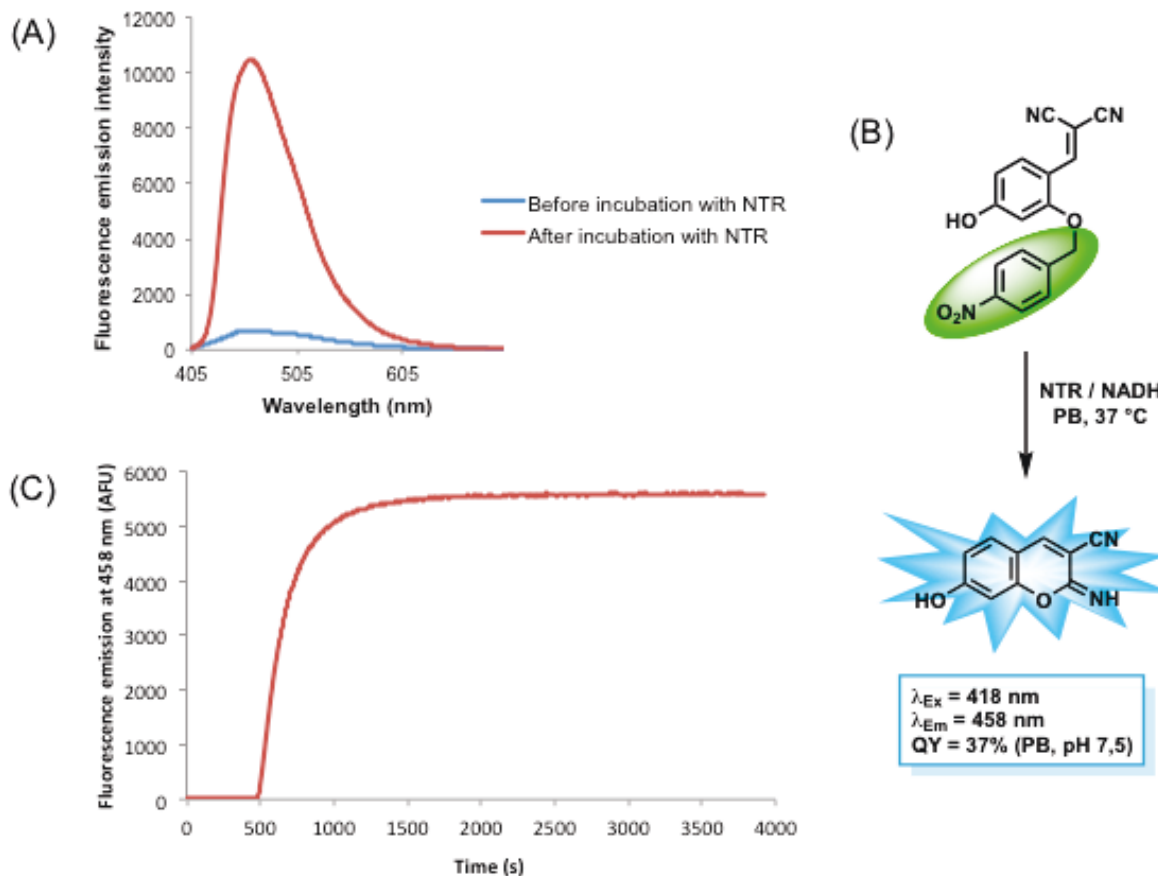 (A)
Fluorescence emission intensity
12000
10000
8000
6000
4000
2000
0
405
505
605
Wavelength (nm)
Before incubation with NTR
After incubation with NTR
(B)
NC
CN
HO
O
O₂N
NTR / NADH
PB, 37 °C
CN
HO
O
NH
λEx = 418 nm
λEm = 458 nm
QY = 37% (PB, pH 7,5)
(C)
Fluorescence emission at 458 nm (AFU)
6000
5000
4000
3000
2000
1000
0
0
500
1000
1500
2000
2500
3000
3500
4000
Time (s)